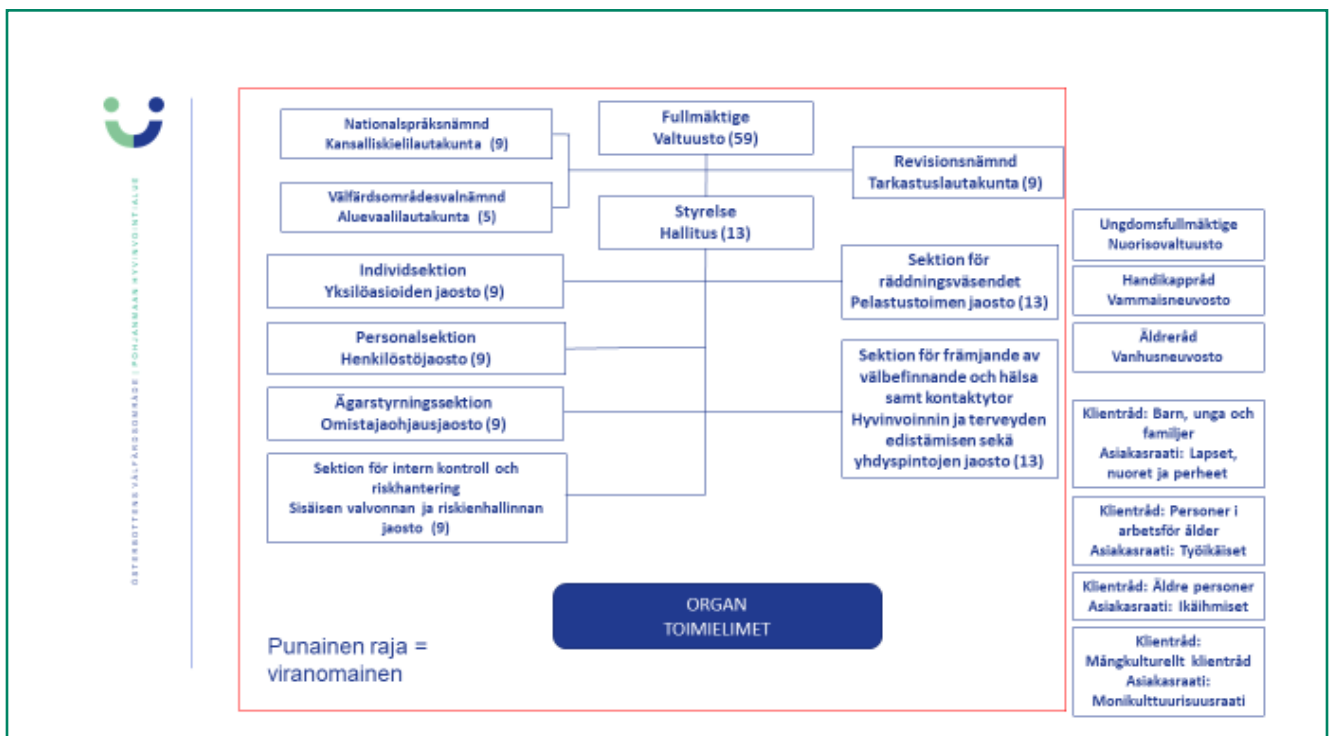 ÖSTERBOTTENS VÄLFÄRDSOMRÅDE | POHJANMAAN HYVINVOINTIALUE
Nationalspråksnämnd
Kansalliskielilautakunta (9)
Fullmäktige
Valtuusto (59)
Revisionsnämnd
Tarkastuslautakunta (9)
Välfärdsområdesvalnämnd
Aluevaalilautakunta (5)
Styrelse
Hallitus (13)
Individsektion
Yksilöasioiden jaosto (9)
Sektion för
räddningsväsendet
Pelastustoimen jaosto (13)
Personalsektion
Henkilöstöjaosto (9)
Sektion för främjande av
välbefinnande och hälsa
samt kontaktytor
Hyvinvoinnin ja terveyden
edistämisen sekä
yhdyspintojen jaosto (13)
Ägarstyrningssektion
Omistajaohjausjaosto (9)
Sektion för intern kontroll och
riskhantering
Sisäisen valvonnan ja riskienhallinnan
jaosto (9)
ORGAN
TOIMIELIMET
Punainen raja =
viranomainen
Ungdomsfullmäktige
Nuorisovaltuusto
Handikappråd
Vammaisneuvosto
Äldreråd
Vanhusneuvosto
Klientråd: Barn, unga och
familjer
Asiakasraati: Lapset,
nuoret ja perheet
Klientråd: Personer i
arbetsför ålder
Asiakasraati: Työikäiset
Klientråd: Äldre personer
Asiakasraati: Ikäihmiset
Klientråd:
Mångkulturellt klientråd
Asiakasraati:
Monikulttuurisuusraati